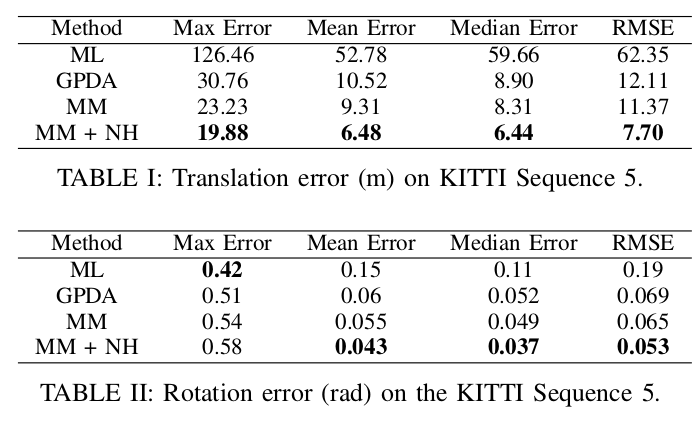 Method Max Error Mean Error Median Error RMSE
ML 126.46 52.78 59.66 62.35
GPDA 30.76 10.52 8.90 12.11
MM 23.23 9.31 8.31 11.37
MM + NH 19.88 6.48 6.44 7.70
TABLE I: Translation error (m) on KITTI Sequence 5.
Method Max Error Mean Error Median Error RMSE
ML 0.42 0.15 0.11 0.19
GPDA 0.51 0.06 0.052 0.069
MM 0.54 0.055 0.049 0.065
MM + NH 0.58 0.043 0.037 0.053
TABLE II: Rotation error (rad) on the KITTI Sequence 5.